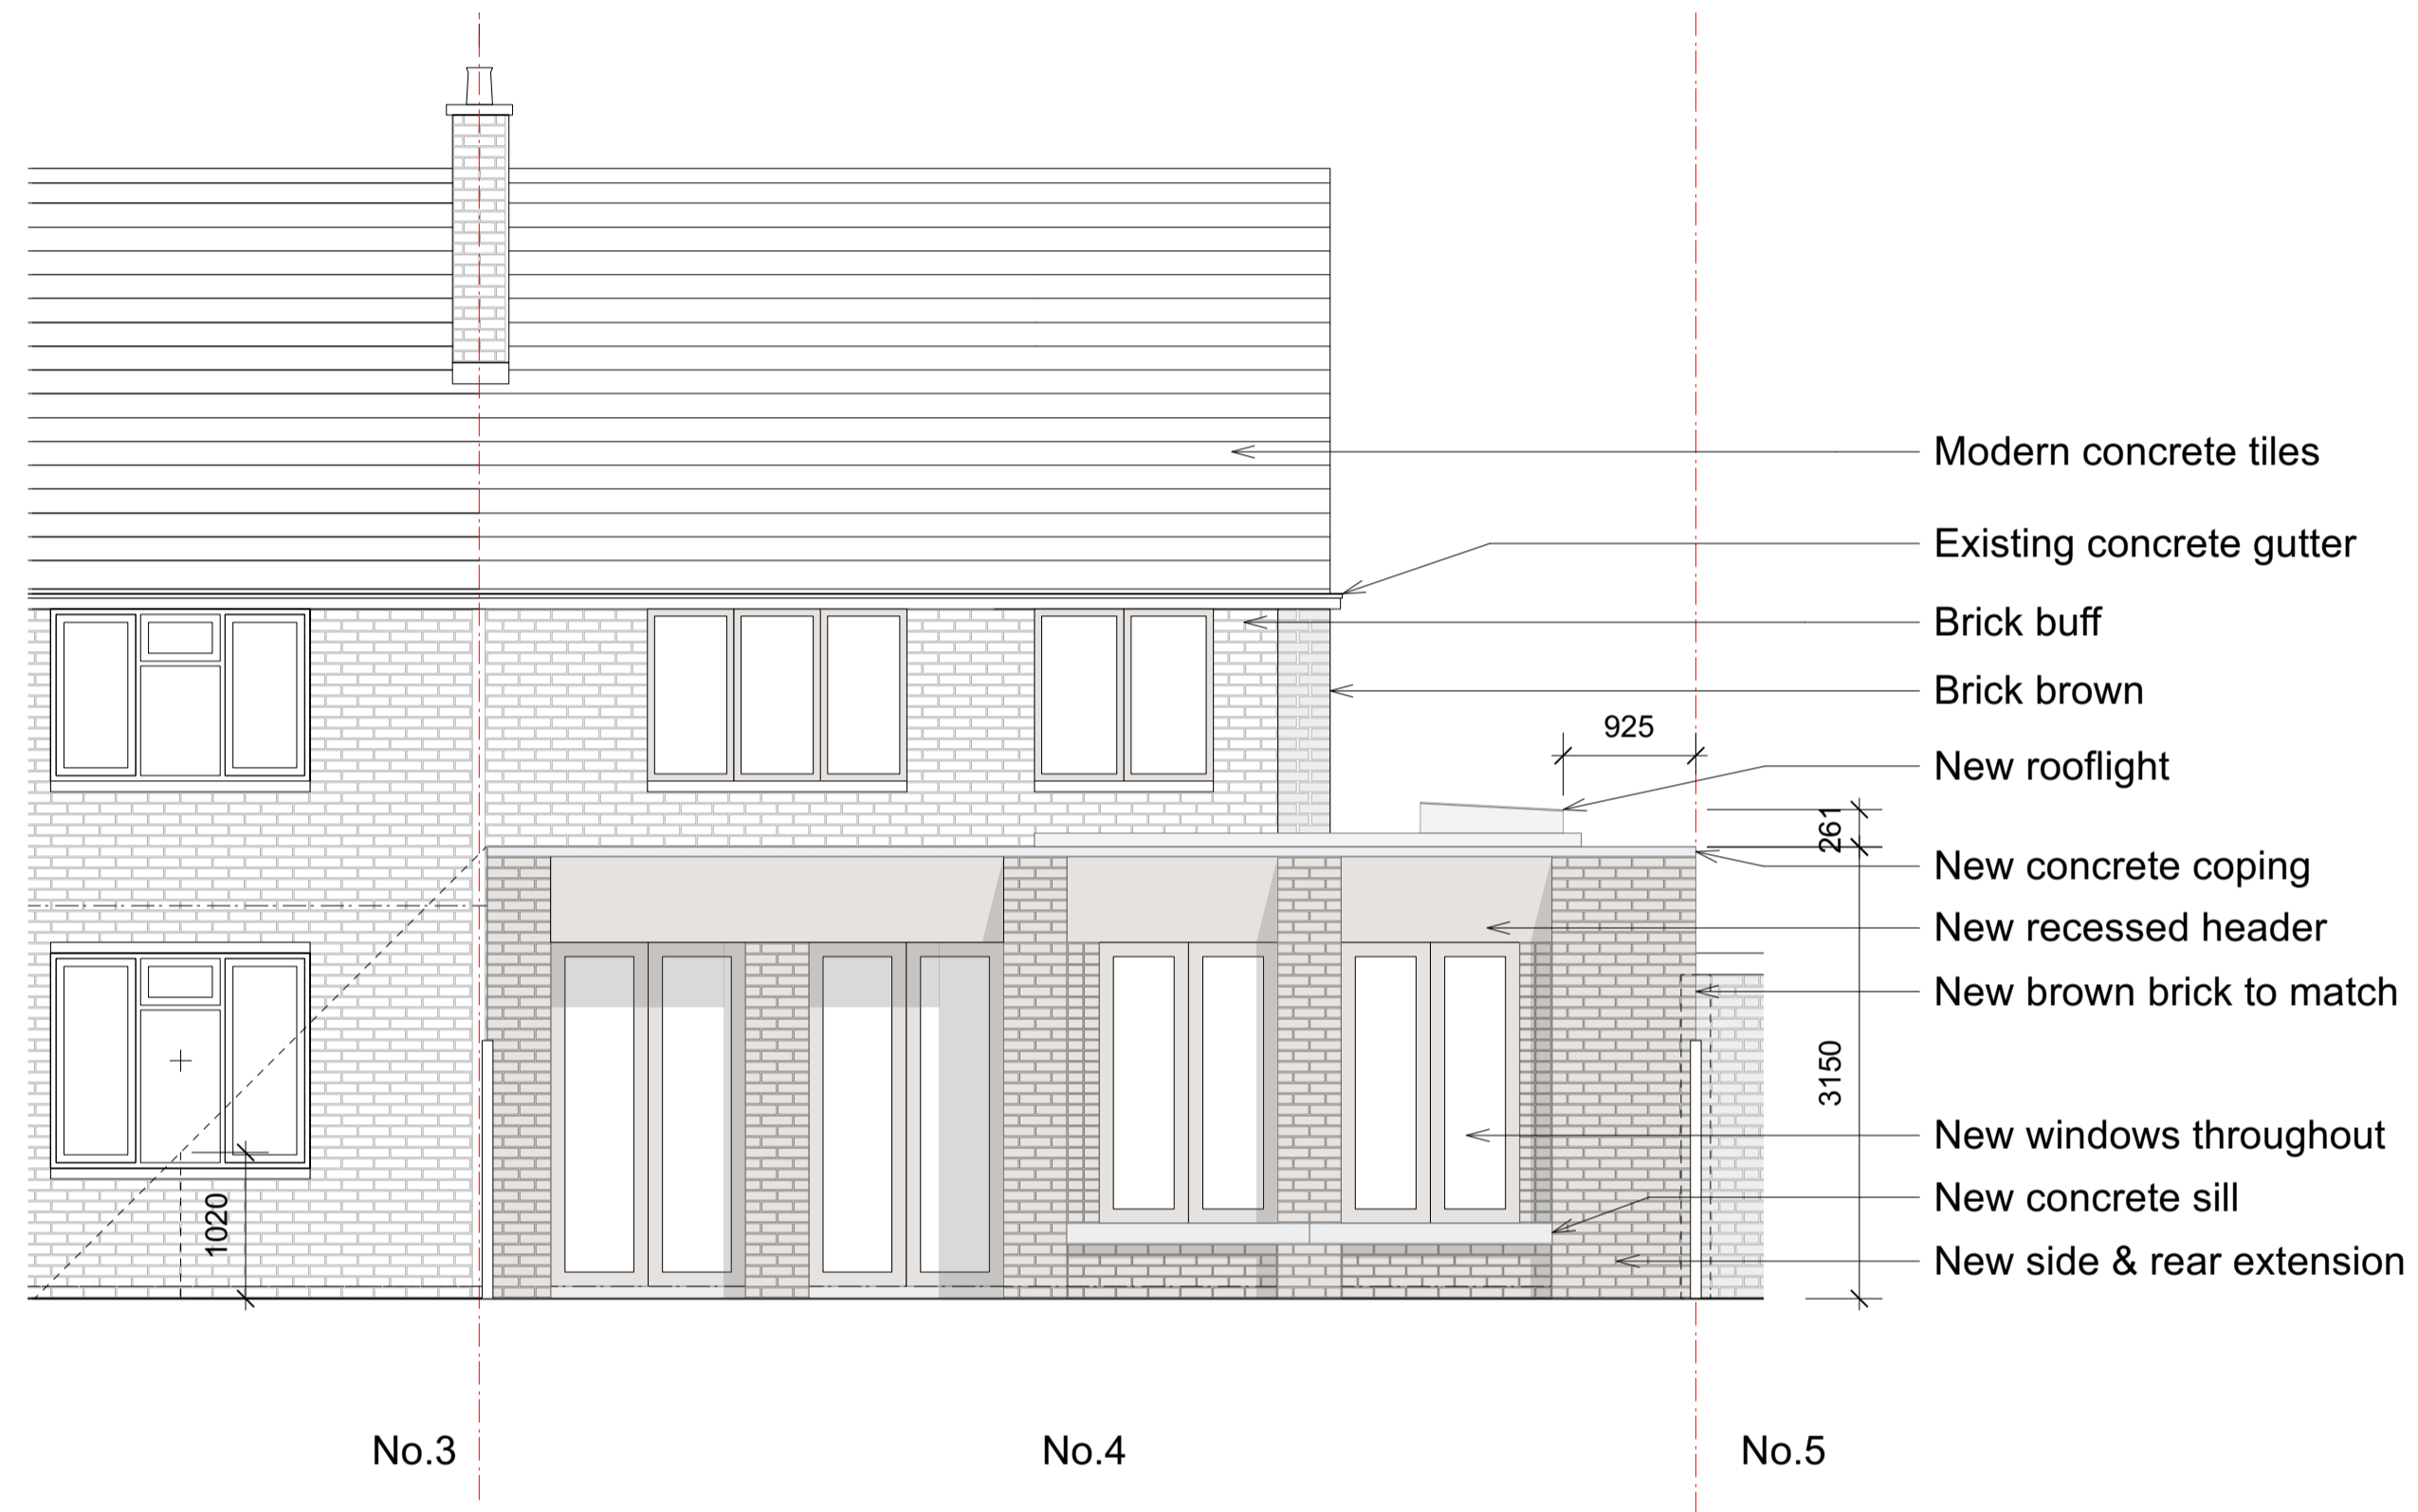 Modern concrete tiles
Existing concrete gutter
Brick buff
Brick brown
925
New rooflight
261
New concrete coping
New recessed header
New brown brick to match
3150
New windows throughout
New concrete sill
1020
New side & rear extension
No.3
No.4
No.5